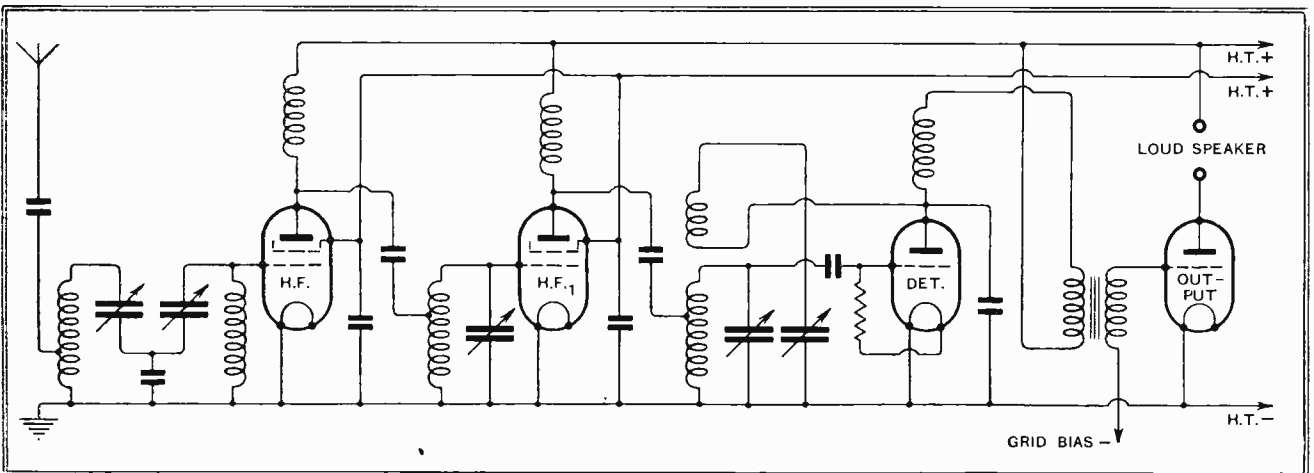 H.T.+
H.T.+
LOUD SPEAKER
H.F.
H.F.1
DET.
OUT-
PUT
H.T.-
GRID BIAS -